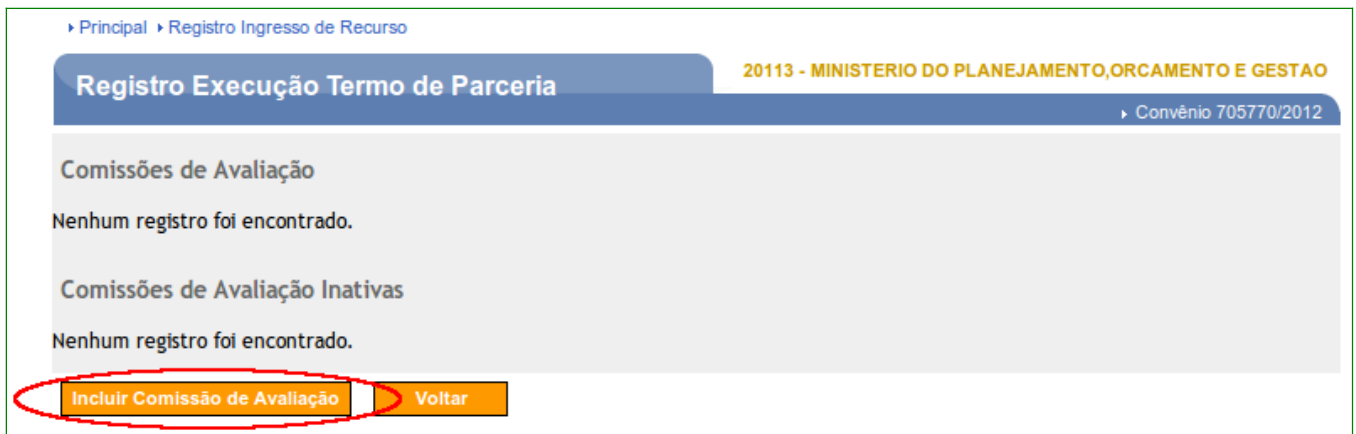 Principal Registro Ingresso de Recurso
Registro Execução Termo de Parceria
20113 - MINISTERIO DO PLANEJAMENTO,ORCAMENTO E GESTAO
Convênio 705770/2012
Comissões de Avaliação
Nenhum registro foi encontrado.
Comissões de Avaliação Inativas
Nenhum registro foi encontrado.
Incluir Comissão de Avaliação Voltar